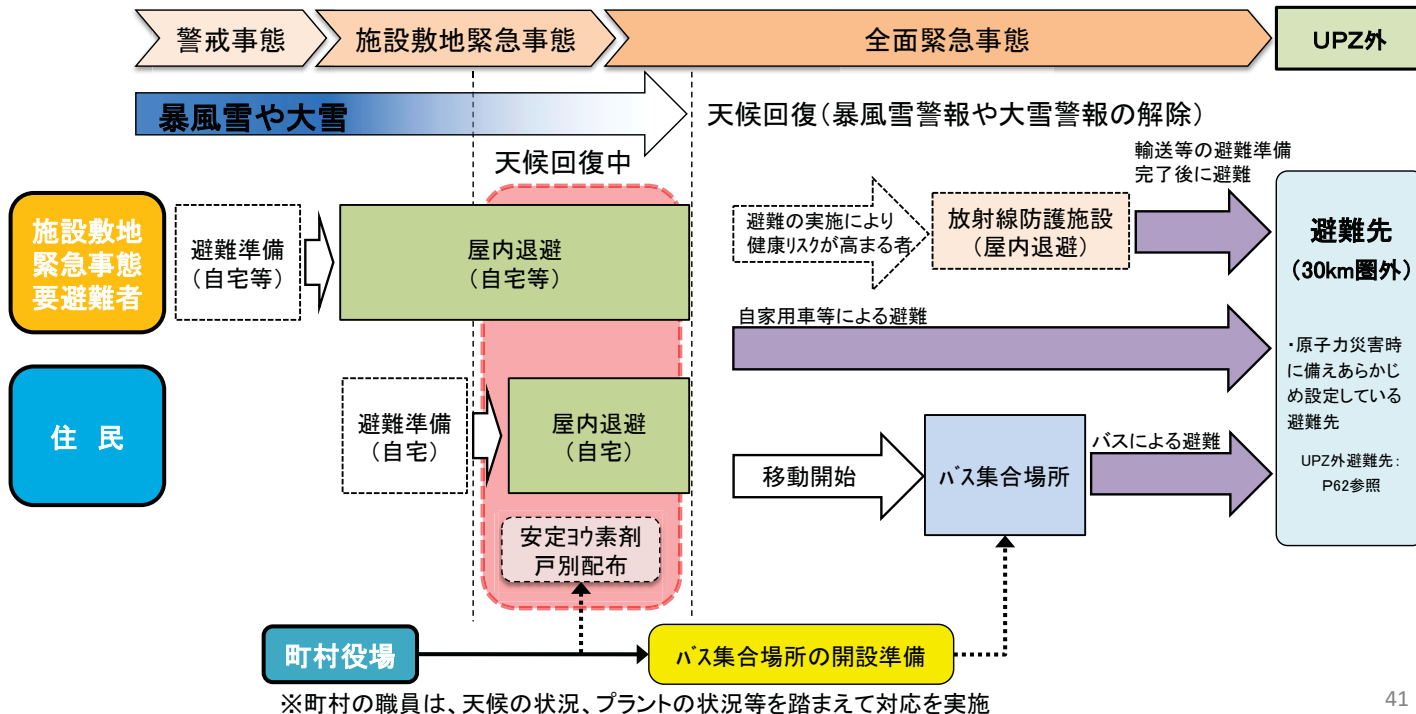 警戒事態
施設敷地緊急事態
全面緊急事態
UPZ外
暴風雪や大雪
天候回復(暴風雪警報や大雪警報の解除)
天候回復中
施設敷地
緊急事態
要避難者
避難準備
(自宅等)
屋内退避
(自宅等)
避難の実施により
健康リスクが高まる者
放射線防護施設
(屋内退避)
輸送等の避難準備
完了後に避難
自家用車等による避難
避難先
(30km圏外)
・原子力災害時
に備えあらかじ
め設定している
避難先
UPZ外避難先:
P62参照
住 民
避難準備
(自宅)
屋内退避
(自宅)
移動開始
バス集合場所
バスによる避難
安定ヨウ素剤
戸別配布
町村役場
バス集合場所の開設準備
※町村の職員は、天候の状況、プラントの状況等を踏まえて対応を実施
41